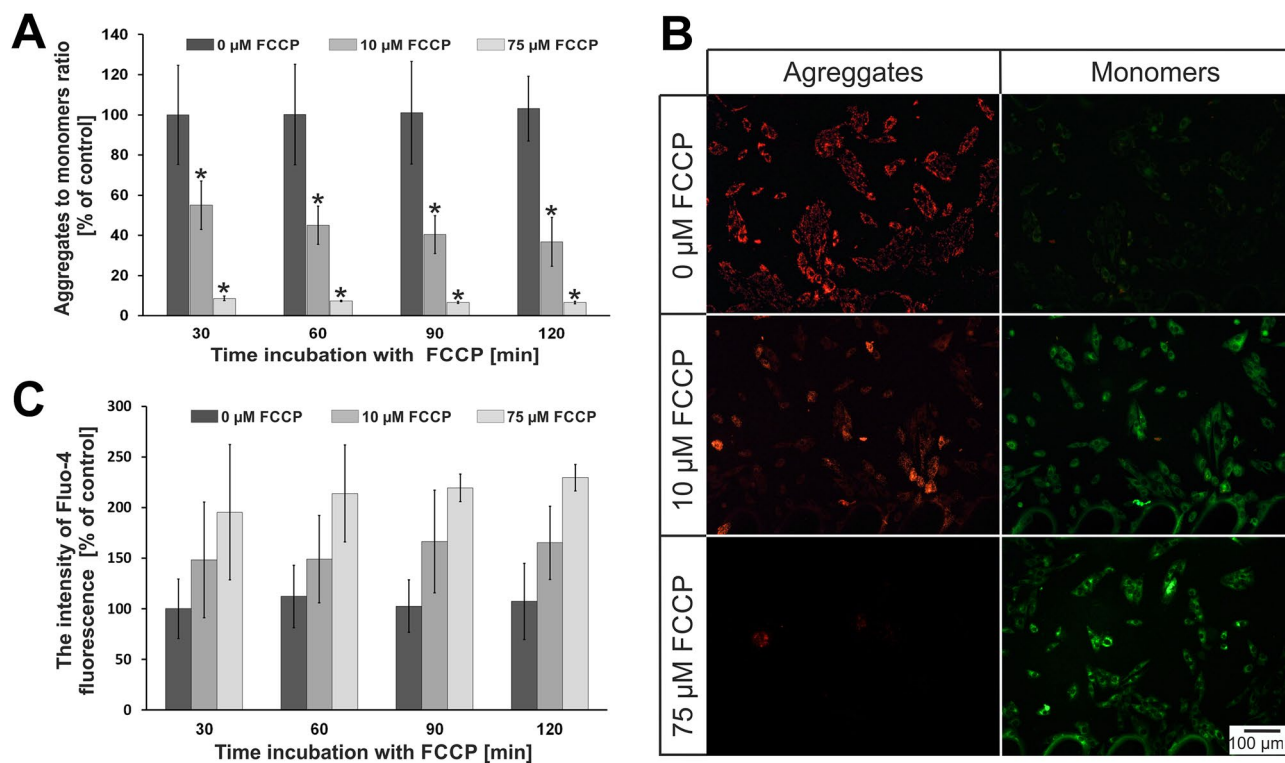 A
0 µM FCCP 10 µM FCCP 75 µM FCCP
Aggregates to monomers ratio
[% of control]
140
120
100
80
60
40
20
0
* * * * * * * *
30 60 90 120
Time incubation with FCCP [min]
B
Agreggates Monomers
0 µM FCCP
10 µM FCCP
75 µM FCCP
100 µm
C
0 µM FCCP 10 µM FCCP 75 µM FCCP
The intensity of Fluo-4
fluorescence [% of control]
300
250
200
150
100
50
0
30 60 90 120
Time incubation with FCCP [min]